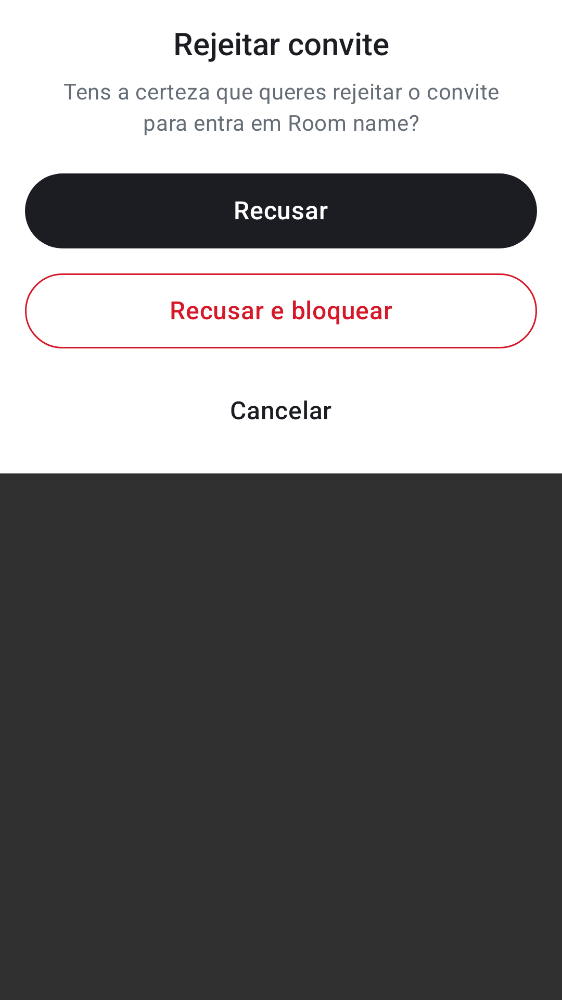 Rejeitar convite
Tens a certeza que queres rejeitar o convite
para entra em Room name?
Recusar
Recusar e bloquear
Cancelar